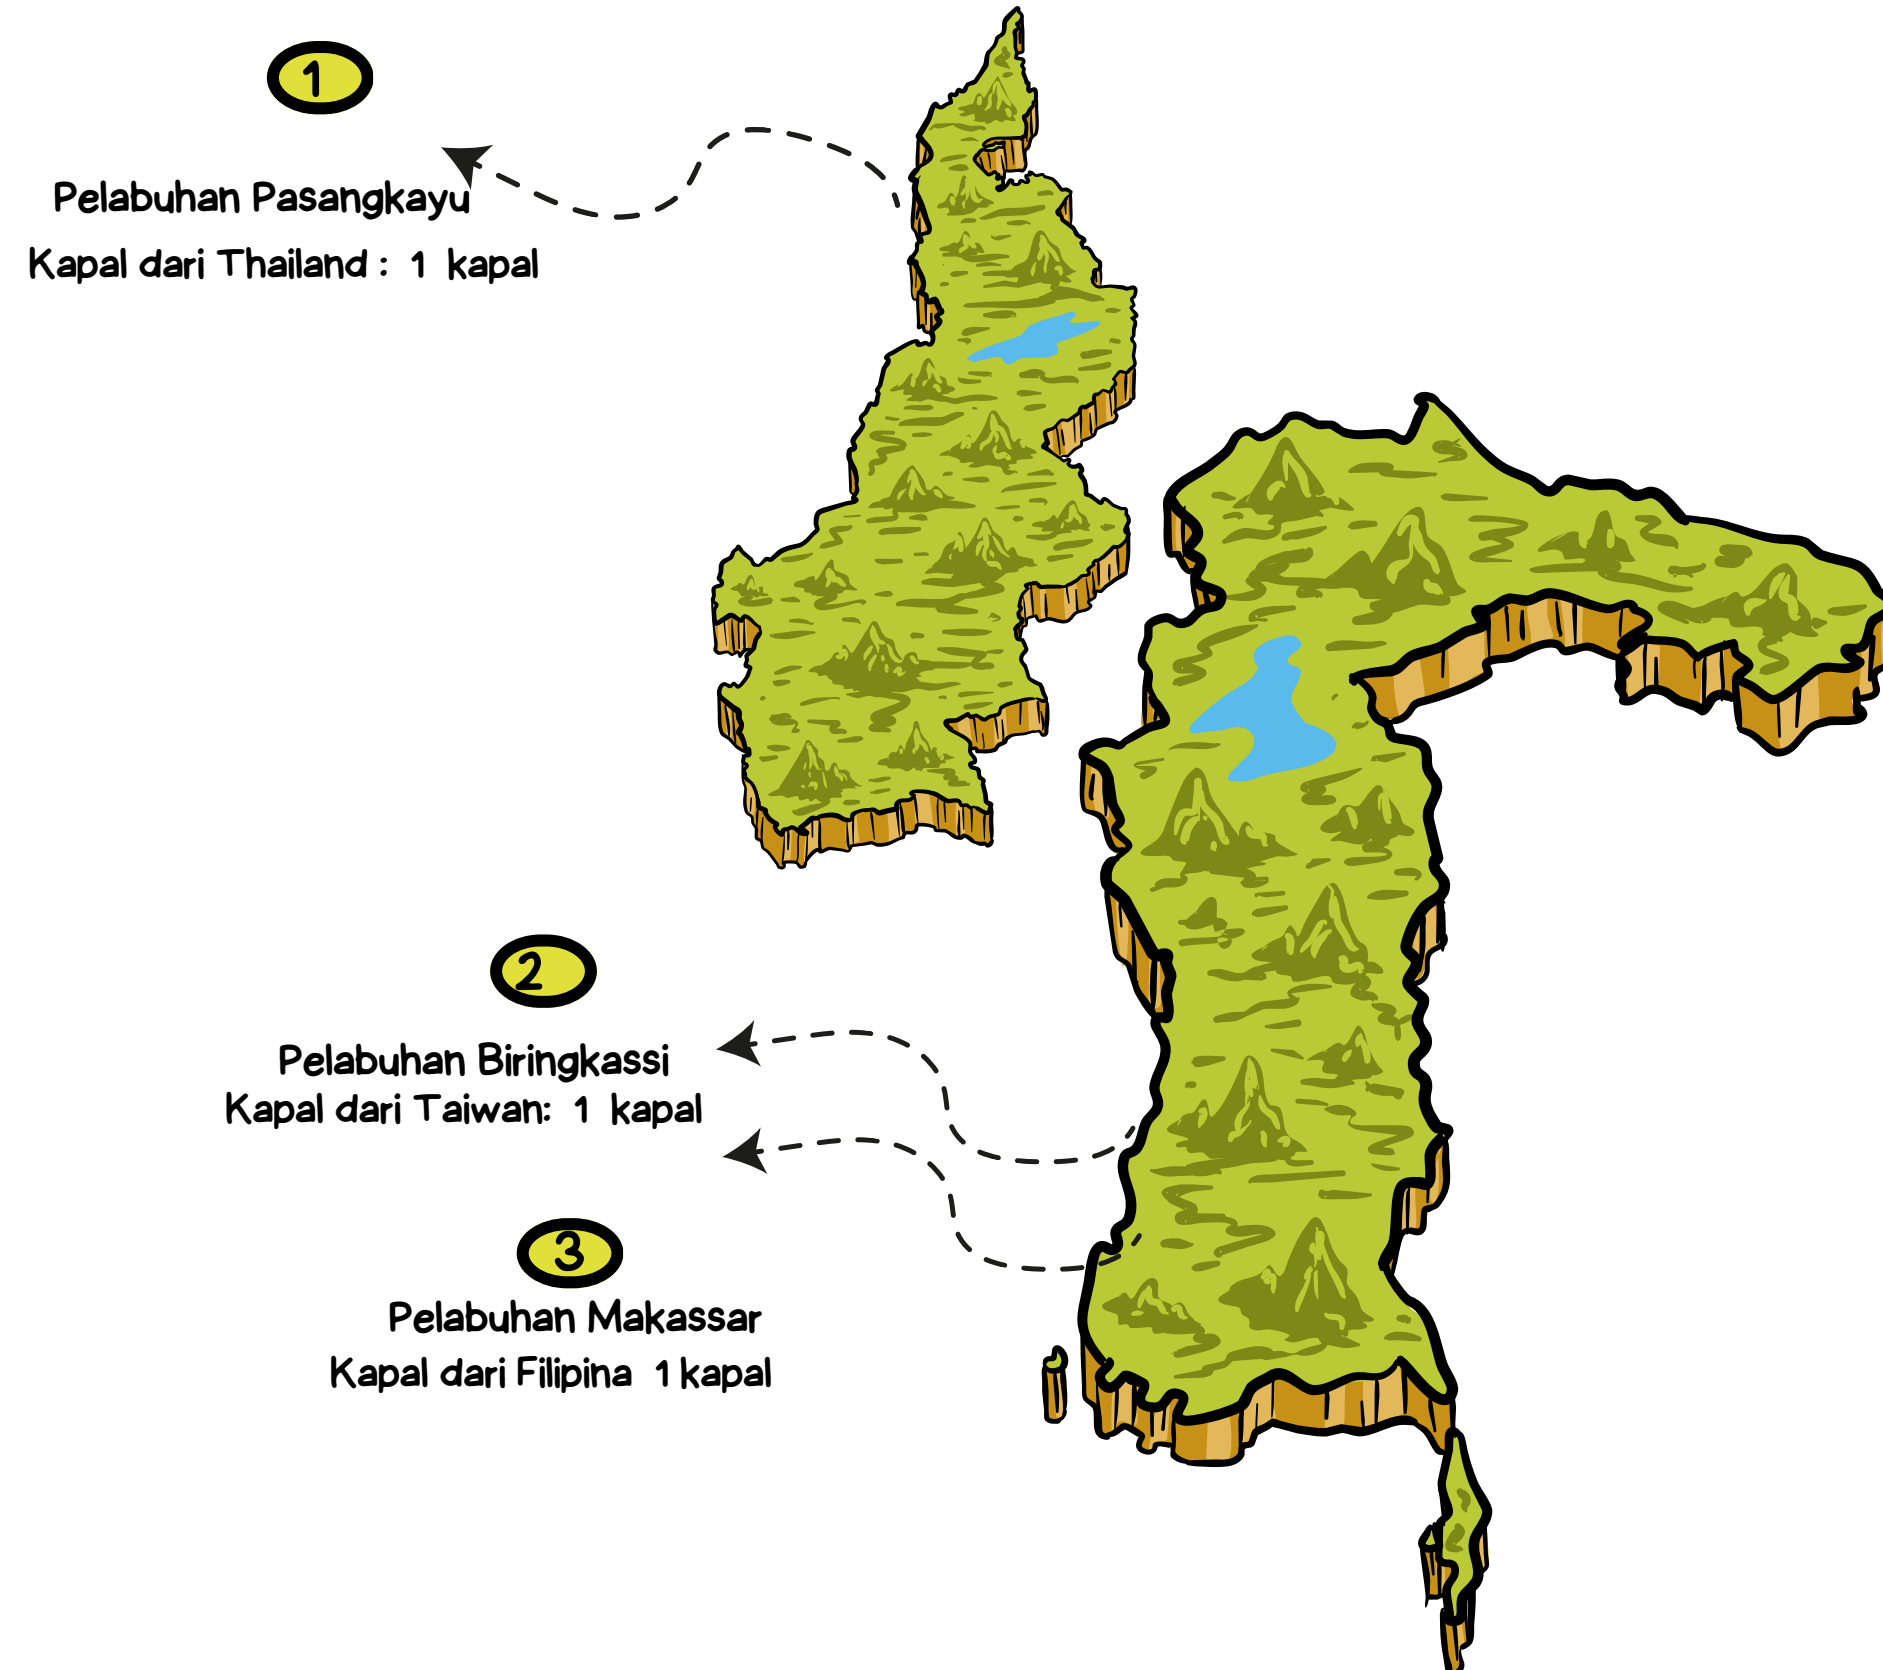 1
Pelabuhan Pasangkayu
Kapal dari Thailand : 1 kapal
2
Pelabuhan Biringkassi
Kapal dari Taiwan: 1 kapal
3
Pelabuhan Makassar
Kapal dari Filipina 1 kapal